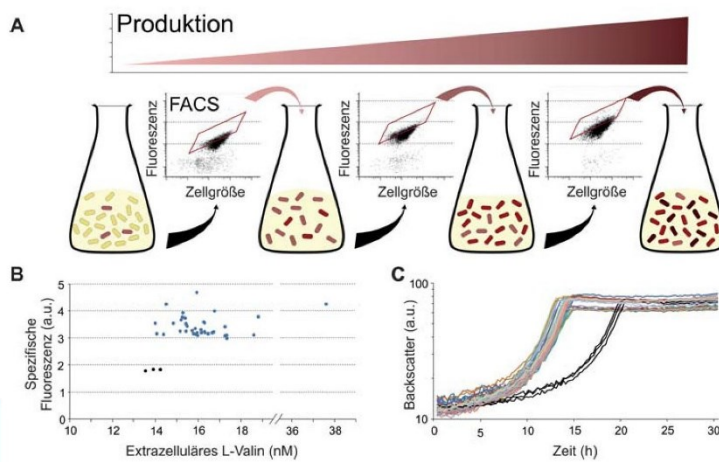 A
Produktion
FACS
Fluoreszenz
Zellgröße
Fluoreszenz
Zellgröße
Fluoreszenz
Zellgröße
B
Spezifische
Fluoreszenz (a.u.)
5
4
3
2
1
0
10 12 14 16 18 36 38
Extrazelluläres L-Valin (nM)
C
Backscatter (a.u.)
100
10
0 5 10 15 20 25 30
Zeit (h)